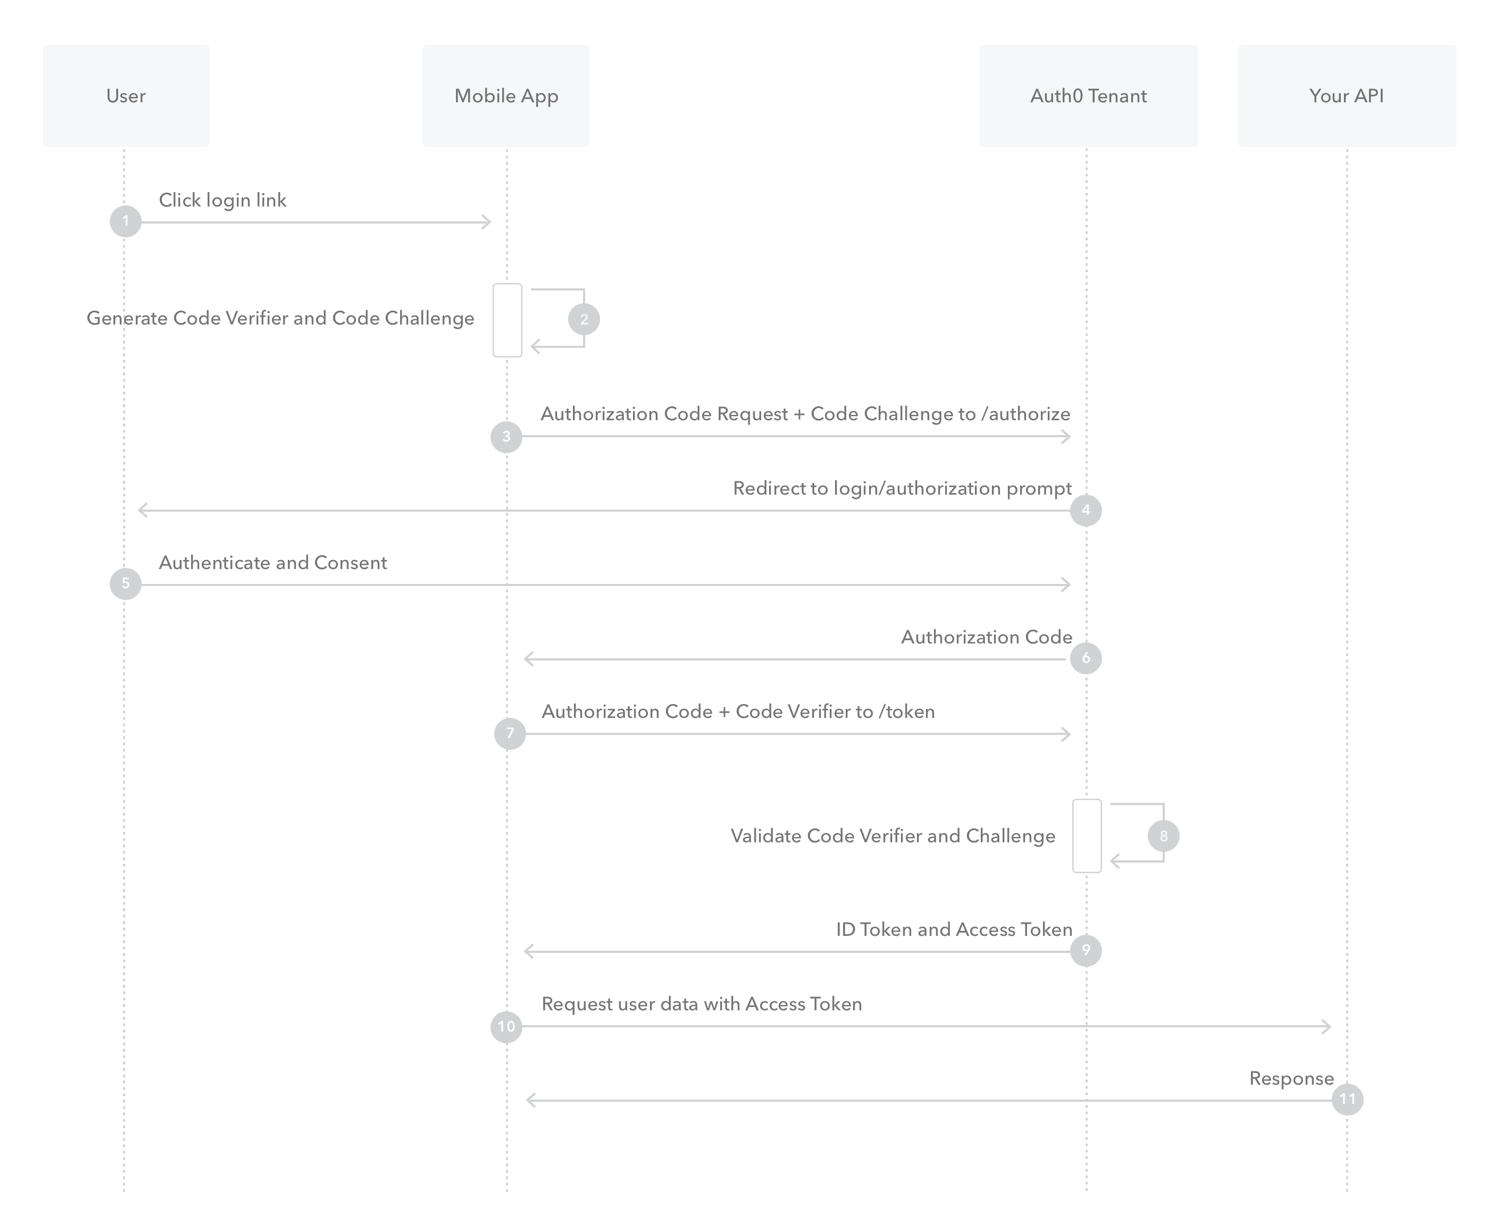 User
Mobile App
Auth0 Tenant
Your API
Click login link
1
Generate Code Verifier and Code Challenge
2
Authorization Code Request + Code Challenge to /authorize
3
Redirect to login/authorization prompt
4
Authenticate and Consent
5
Authorization Code
6
Authorization Code + Code Verifier to /token
7
Validate Code Verifier and Challenge
8
ID Token and Access Token
9
Request user data with Access Token
10
Response
11